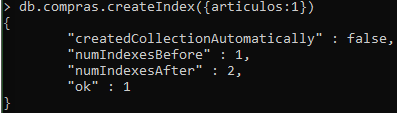 > db.compras.createIndex({articulos:1})
{
        "createdCollectionAutomatically" : false,
        "numIndexesBefore" : 1,
        "numIndexesAfter" : 2,
        "ok" : 1
}